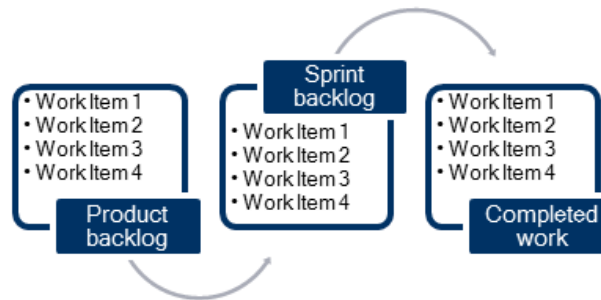 • Work Item 1
• Work Item 2
• Work Item 3
• Work Item 4
Product
backlog
Sprint
backlog
• Work Item 1
• Work Item 2
• Work Item 3
• Work Item 4
• Work Item 1
• Work Item 2
• Work Item 3
• Work Item 4
Completed
work